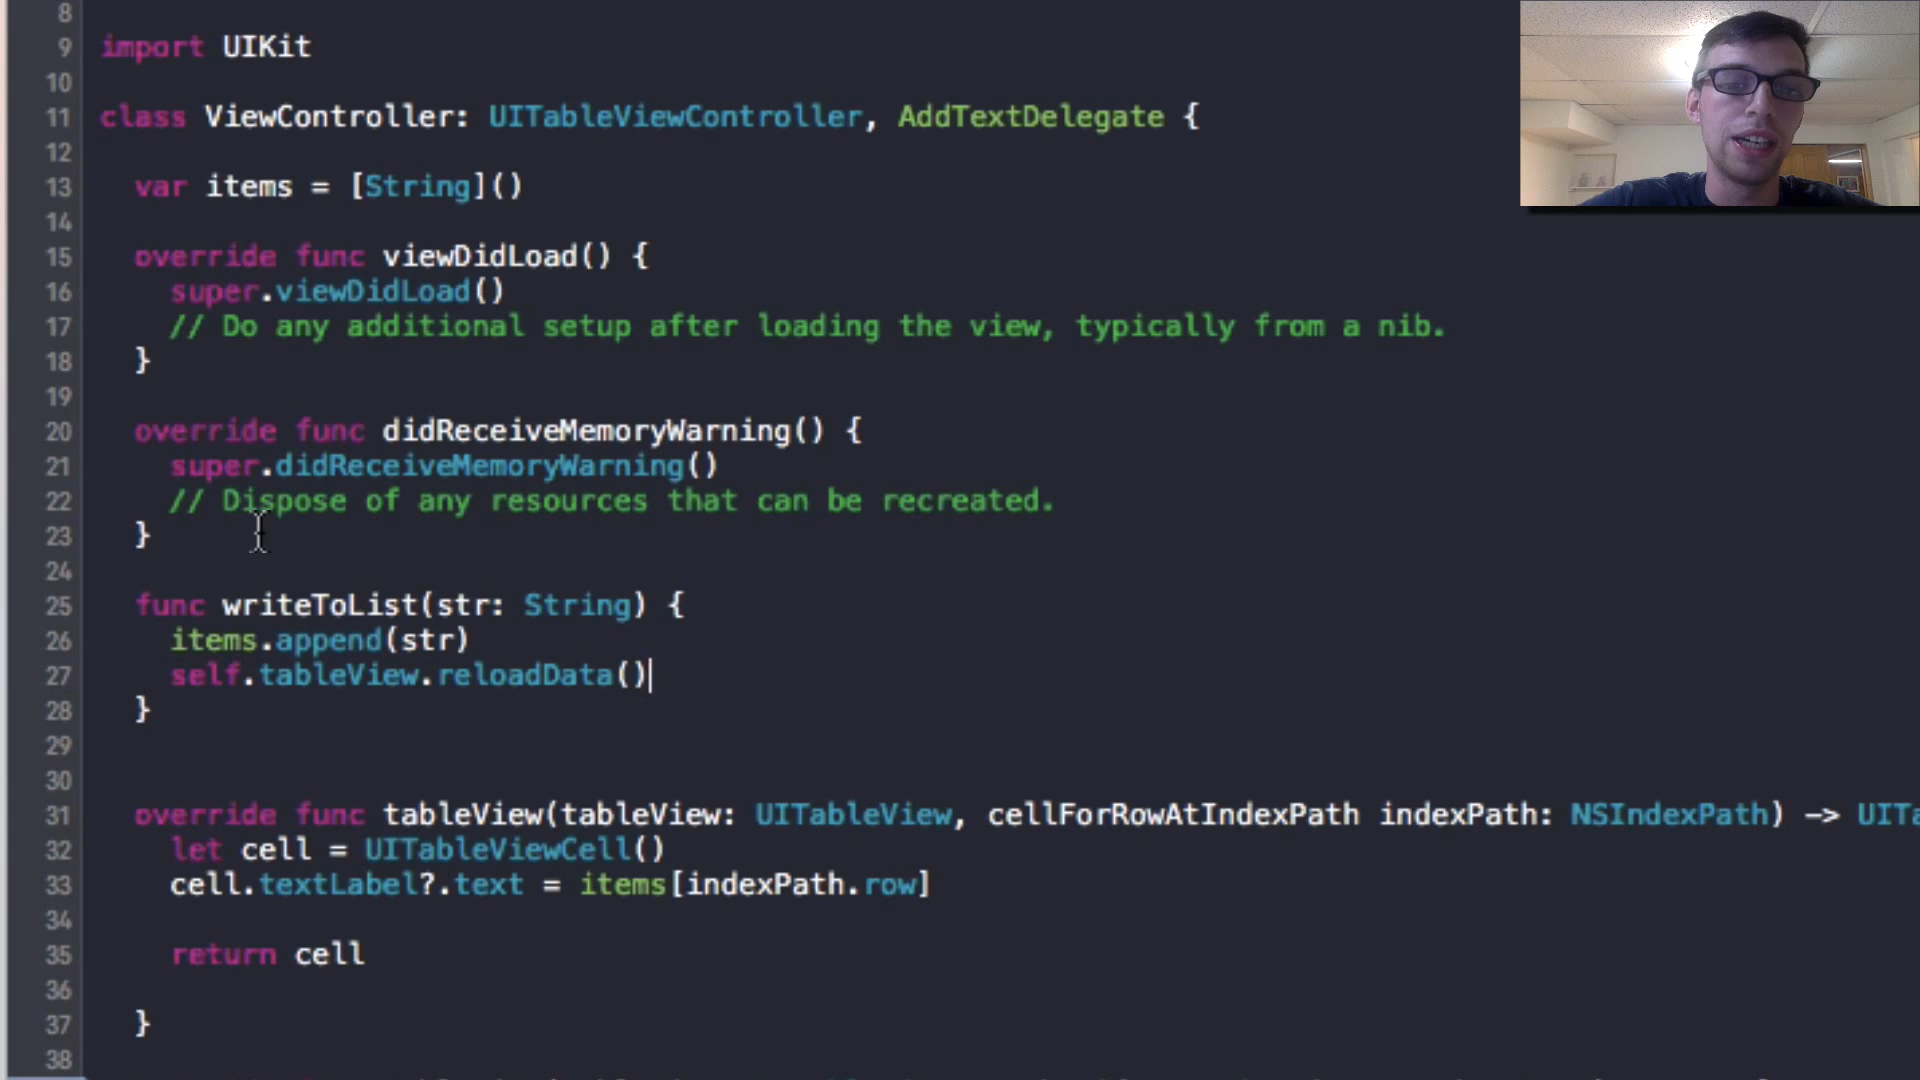 8
9 import UIKit
10
11 class ViewController: UITableViewController, AddTextDelegate {
12
13 var items = [String]()
14
15 override func viewDidLoad() {
16 super.viewDidLoad()
17 // Do any additional setup after loading the view, typically from a nib.
18 }
19
20 override func didReceiveMemoryWarning() {
21 super.didReceiveMemoryWarning()
22 // Dispose of any resources that can be recreated.
23 }
24
25 func writeToList(str: String) {
26 items.append(str)
27 self.tableView.reloadData()
28 }
29
30
31 override func tableView(tableView: UITableView, cellForRowAtIndexPath indexPath: NSIndexPath) -> UITa
32 let cell = UITableViewCell()
33 cell.textLabel?.text = items[indexPath.row]
34
35 return cell
36
37 }
38